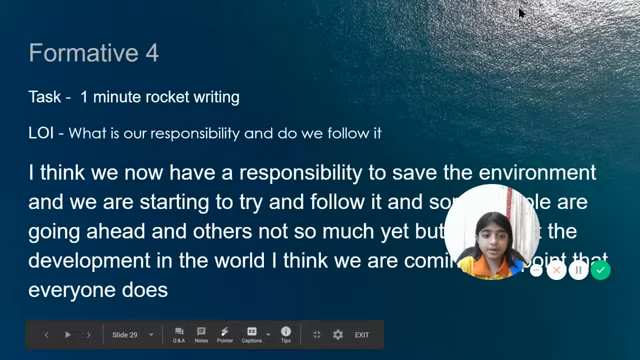 Formative 4
Task - 1 minute rocket writing
LOI - What is our responsibility and do we follow it
I think we now have a responsibility to save the environment
and we are starting to try and follow it and are
going ahead and others not so much yet but the
development in the world I think we are point that
everyone does
Slide 29
Q & A Notes Pointer Captions Tips EXIT